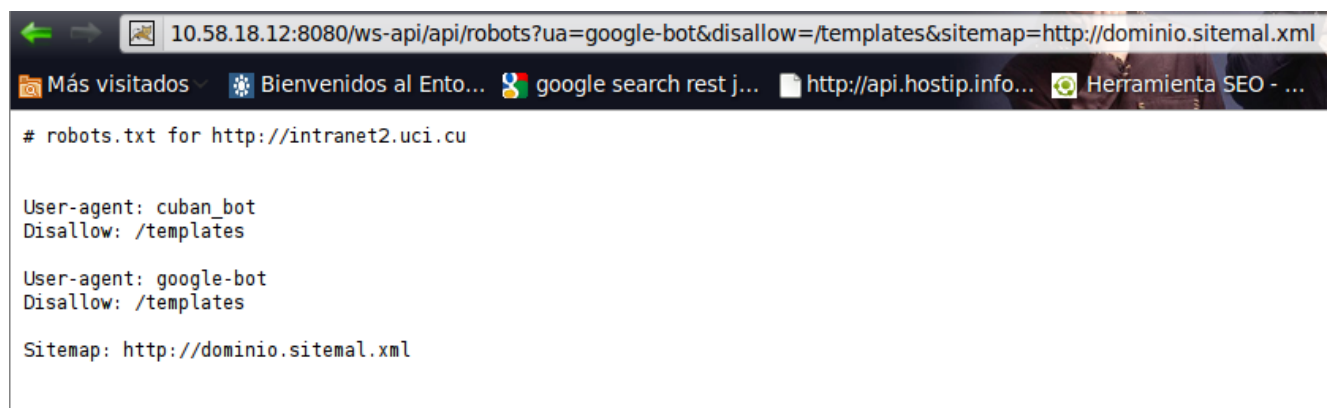 10.58.18.12:8080/ws-api/api/robots?ua=google-bot&disallow=/templates&sitemap=http://dominio.sitemal.xml
Más visitados Bienvenidos al Ento... google search rest j... http://api.hostip.info... Herramienta SEO - ...
# robots.txt for http://intranet2.uci.cu
User-agent: cuban_bot
Disallow: /templates
User-agent: google-bot
Disallow: /templates
Sitemap: http://dominio.sitemal.xml